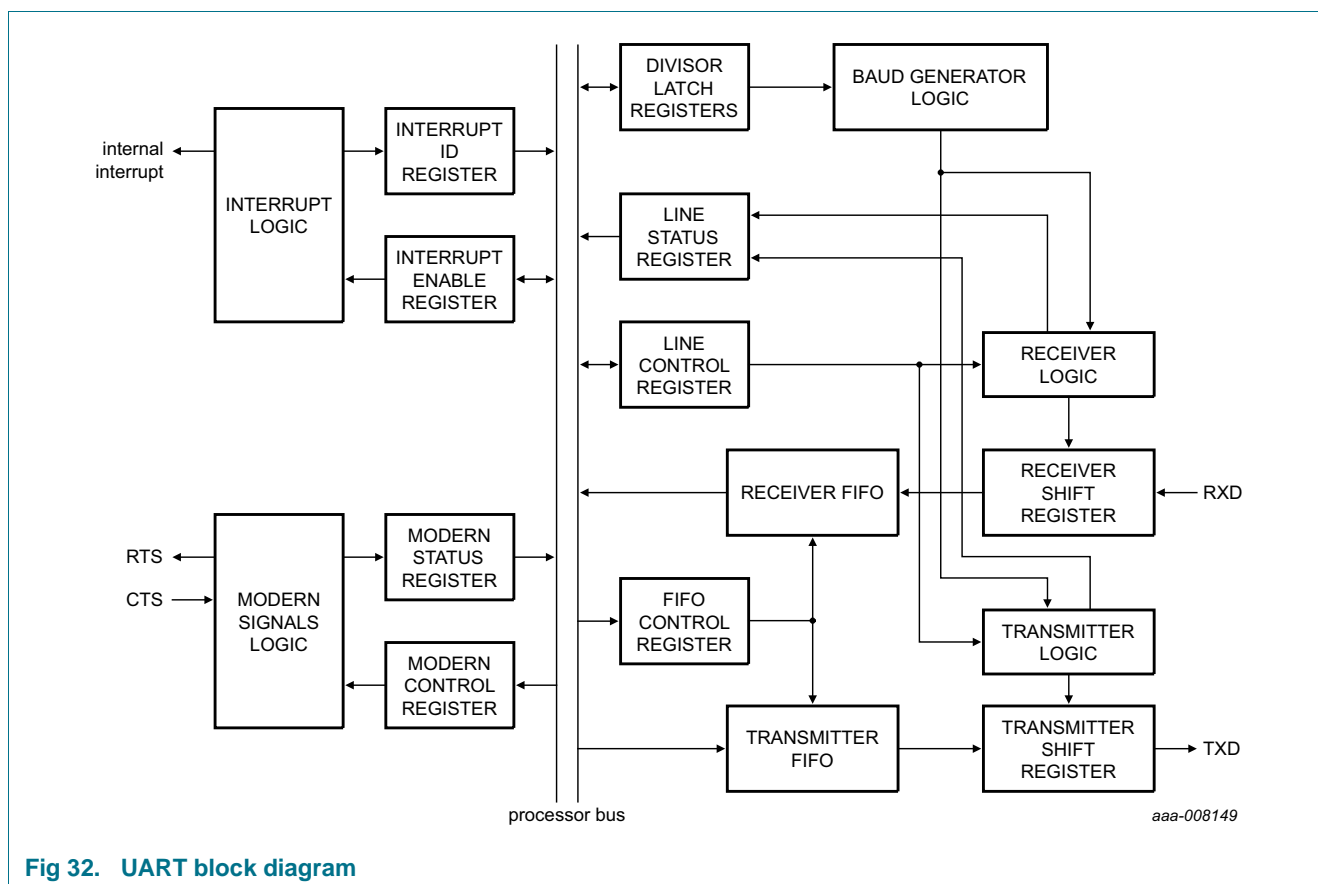 DIVISOR
LATCH
REGISTERS
BAUD GENERATOR
LOGIC
internal
interrupt
INTERRUPT
LOGIC
INTERRUPT
ID
REGISTER
INTERRUPT
ENABLE
REGISTER
LINE
STATUS
REGISTER
LINE
CONTROL
REGISTER
RECEIVER
LOGIC
RECEIVER FIFO
RECEIVER
SHIFT
REGISTER
RXD
RTS
CTS
MODERN
SIGNALS
LOGIC
MODERN
STATUS
REGISTER
MODERN
CONTROL
REGISTER
FIFO
CONTROL
REGISTER
TRANSMITTER
LOGIC
TRANSMITTER
FIFO
TRANSMITTER
SHIFT
REGISTER
TXD
processor bus
aaa-008149
Fig 32. UART block diagram